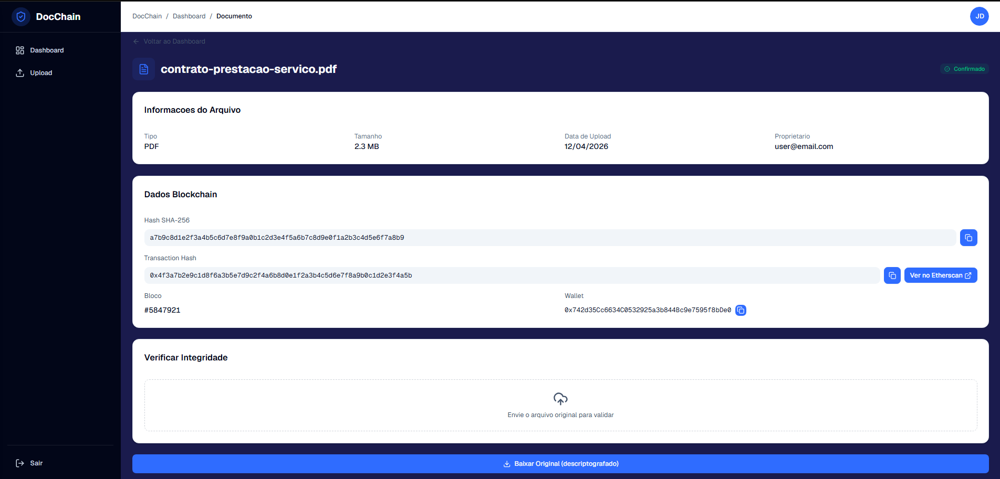 DocChain
DocChain / Dashboard / Documento
JD
Dashboard
Upload
Voltar ao Dashboard
contrato-prestacao-servico.pdf
Confirmado
Informacoes do Arquivo
Tipo
PDF
Tamanho
2.3 MB
Data de Upload
12/04/2026
Proprietario
user@email.com
Dados Blockchain
Hash SHA-256
a7b9c8d1e2f3a4b5c6d7e8f9a0b1c2d3e4f5a6b7c8d9e0f1a2b3c4d5e6f7a8b9
Transaction Hash
0x4f3a7b2e9c1d8f6a3b5e7d9c2f4a6b8d0e1f2a3b4c5d6e7f8a9b0c1d2e3f4a5b
Ver no Etherscan
Bloco
#5847921
Wallet
0x742d35Cc6634C0532925a3b844Bc9e7595f8bDe0
Verificar Integridade
Envie o arquivo original para validar
Baixar Original (descriptografado)
Sair